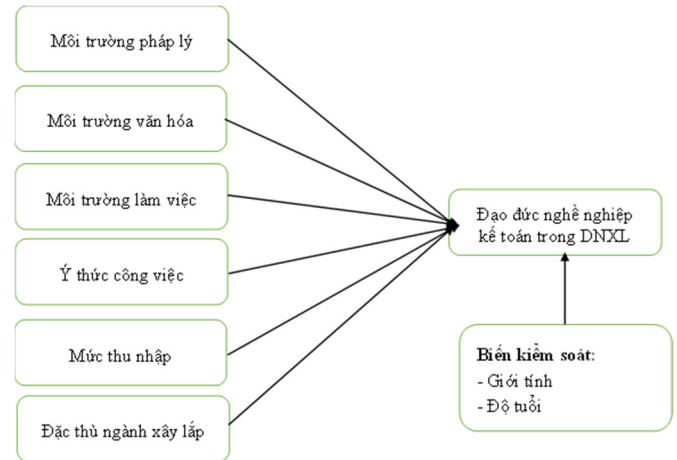 Môi trường pháp lý
Môi trường văn hóa
Môi trường làm việc
Ý thức công việc
Mức thu nhập
Đặc thù ngành xây lắp
Đạo đức nghề nghiệp
kế toán trong DNXL
Biến kiểm soát:
- Giới tính
- Độ tuổi